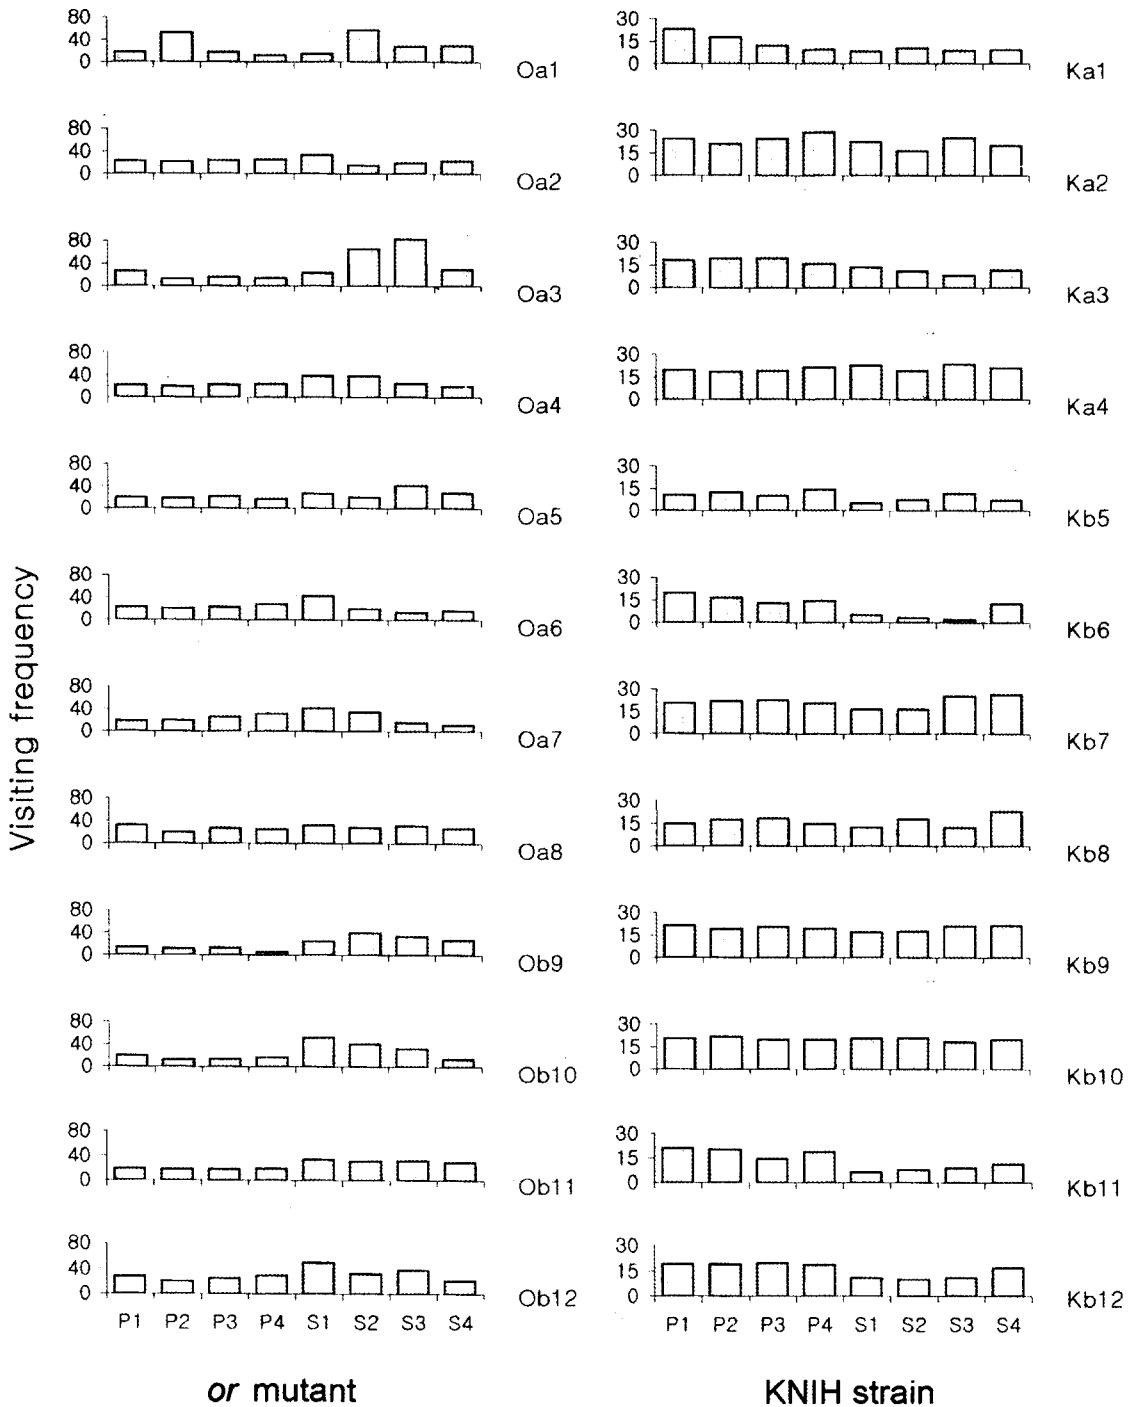 80
40
0
Oa1
30
15
0
Ka1
80
40
0
Oa2
30
15
0
Ka2
80
40
0
Oa3
30
15
0
Ka3
80
40
0
Oa4
30
15
0
Ka4
80
40
0
Oa5
30
15
0
Kb5
80
40
0
Oa6
30
15
0
Kb6
80
40
0
Oa7
30
15
0
Kb7
80
40
0
Oa8
30
15
0
Kb8
80
40
0
Ob9
30
15
0
Kb9
80
40
0
Ob10
30
15
0
Kb10
80
40
0
Ob11
30
15
0
Kb11
80
40
0
Ob12
30
15
0
Kb12
Visiting frequency
P1 P2 P3 P4 S1 S2 S3 S4
P1 P2 P3 P4 S1 S2 S3 S4
or mutant
KNIH strain